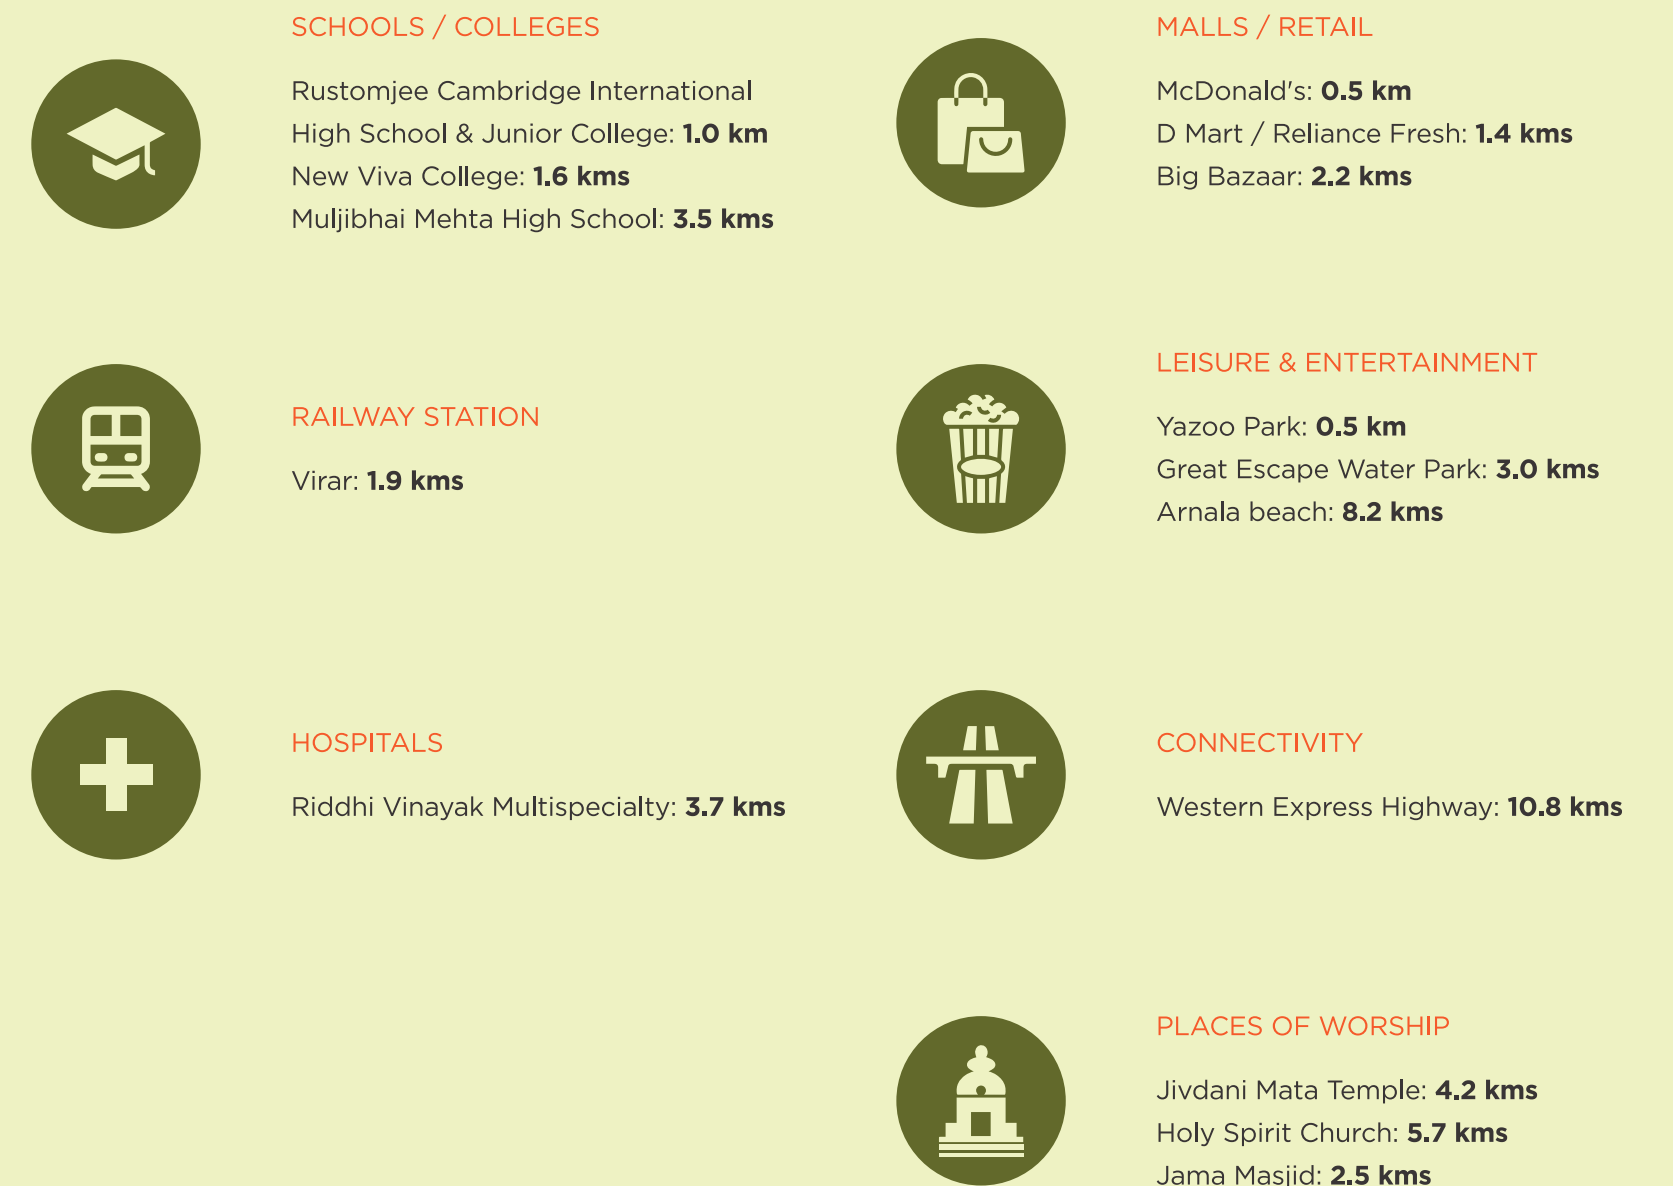 SCHOOLS / COLLEGES
Rustomjee Cambridge International
High School & Junior College: 1.0 km
New Viva College: 1.6 kms
Muljibhai Mehta High School: 3.5 kms
MALLS / RETAIL
McDonald's: 0.5 km
D Mart / Reliance Fresh: 1.4 kms
Big Bazaar: 2.2 kms
RAILWAY STATION
Virar: 1.9 kms
LEISURE & ENTERTAINMENT
Yazoo Park: 0.5 km
Great Escape Water Park: 3.0 kms
Arnala beach: 8.2 kms
HOSPITALS
Riddhi Vinayak Multispecialty: 3.7 kms
CONNECTIVITY
Western Express Highway: 10.8 kms
PLACES OF WORSHIP
Jivdani Mata Temple: 4.2 kms
Holy Spirit Church: 5.7 kms
Jama Masjid: 2.5 kms